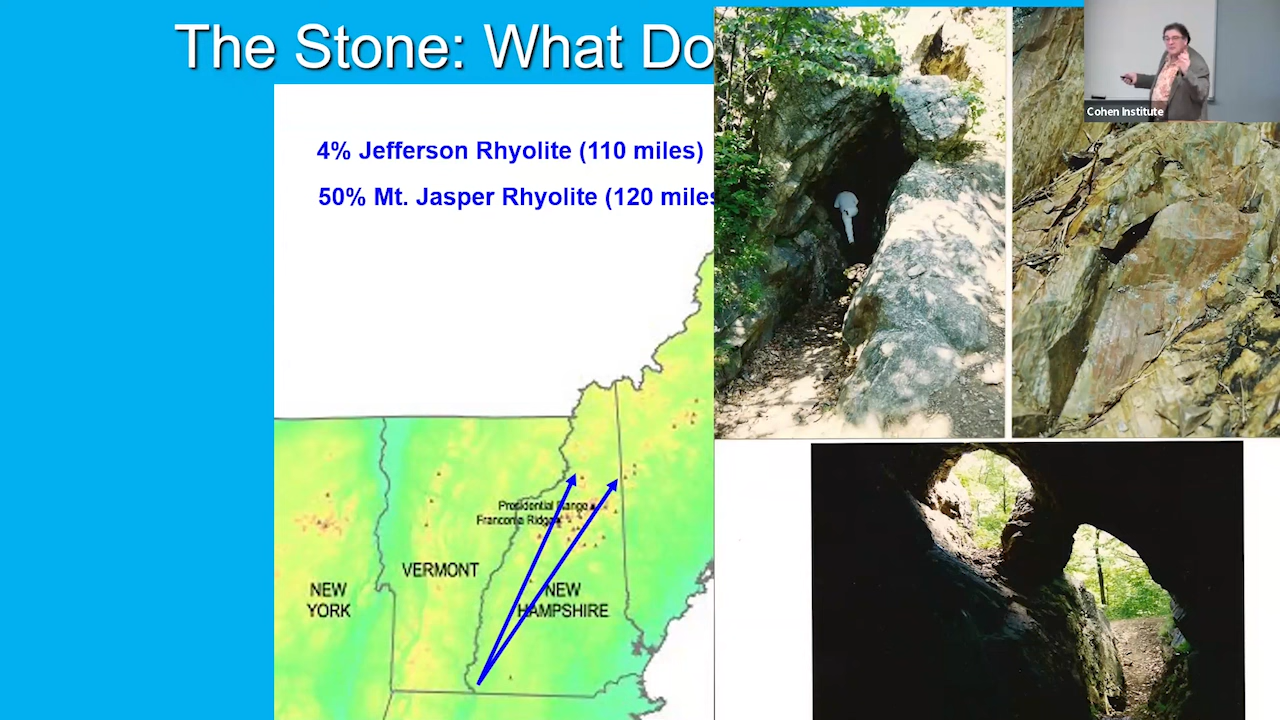 The Stone: What Do
Cohen Institute
4% Jefferson Rhyolite (110 miles)
50% Mt. Jasper Rhyolite (120 miles
Presidential Range
Franconia Ridge
VERMONT
NEW
YORK
NEW
HAMPSHIRE